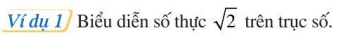 Ví dụ 1 Biểu diễn số thực √2 trên trục số.